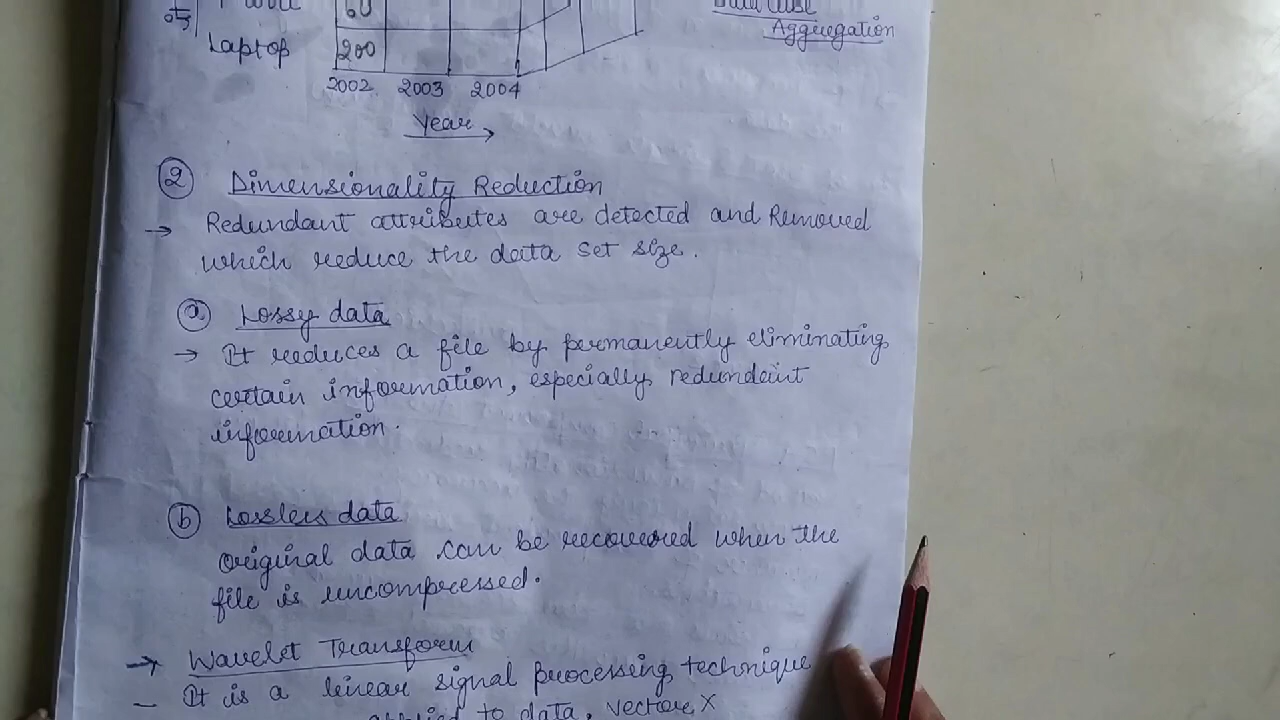 60
Laptop 200
Aggregation
2002 2003 2004
Year
2 Dimensionality Reduction
→ Redundant attributes are detected and Removed
which reduce the data set size.
a Lossy data
→ It reduces a file by permanently eliminating
certain information, especially redundant
information.
b Lossless data
original data can be recovered when the
file is uncompressed.
→ Wavelet Transform
- It is a linear signal processing technique
applied to data, vector X